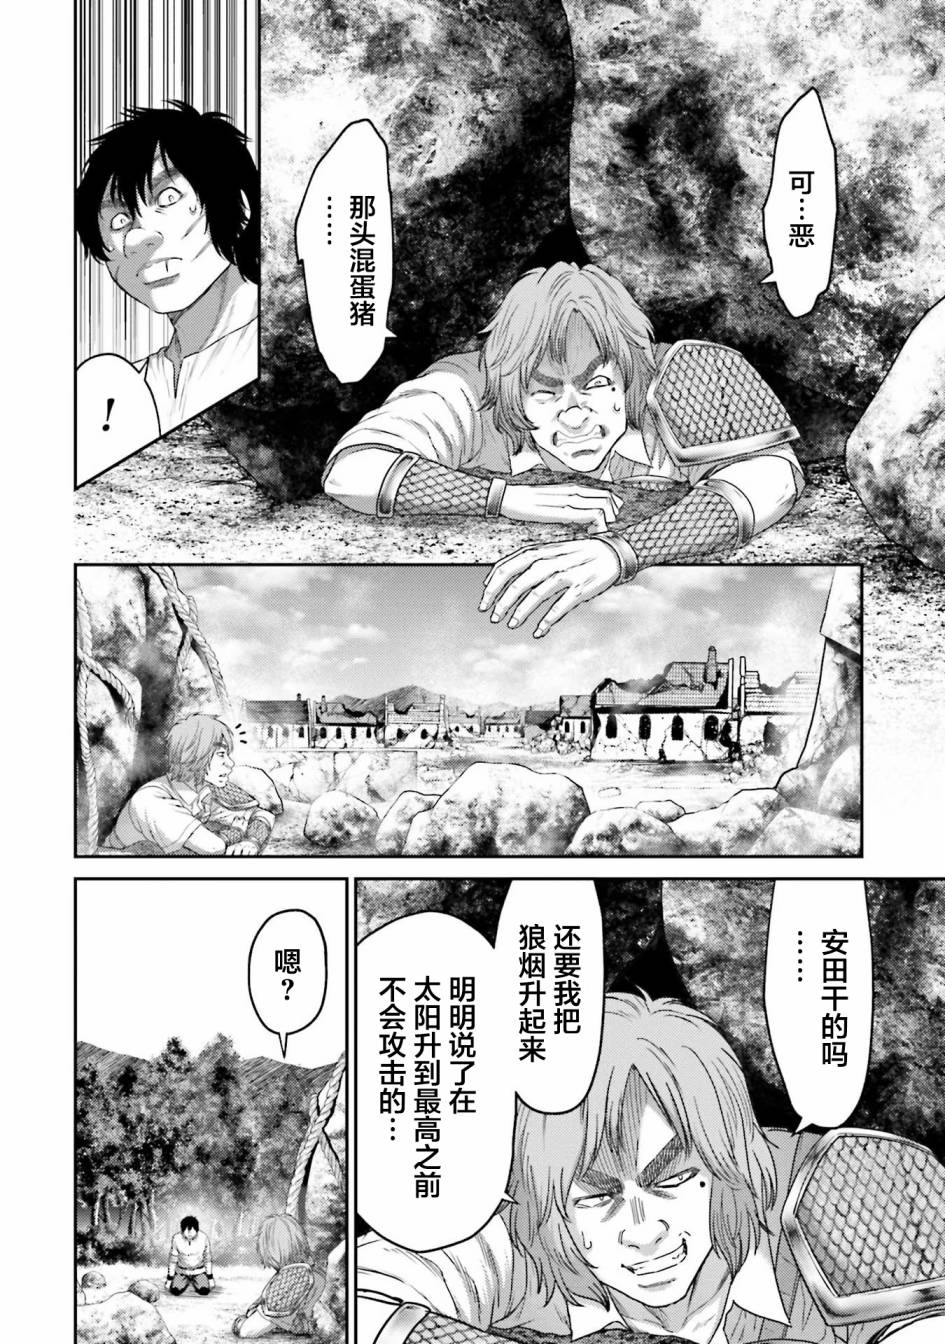 可…恶
那头混蛋猪
……
！
安田干的吗
……
还要我把
狼烟升起来
明明说了在
太阳升到最高之前
不会攻击的…
嗯？